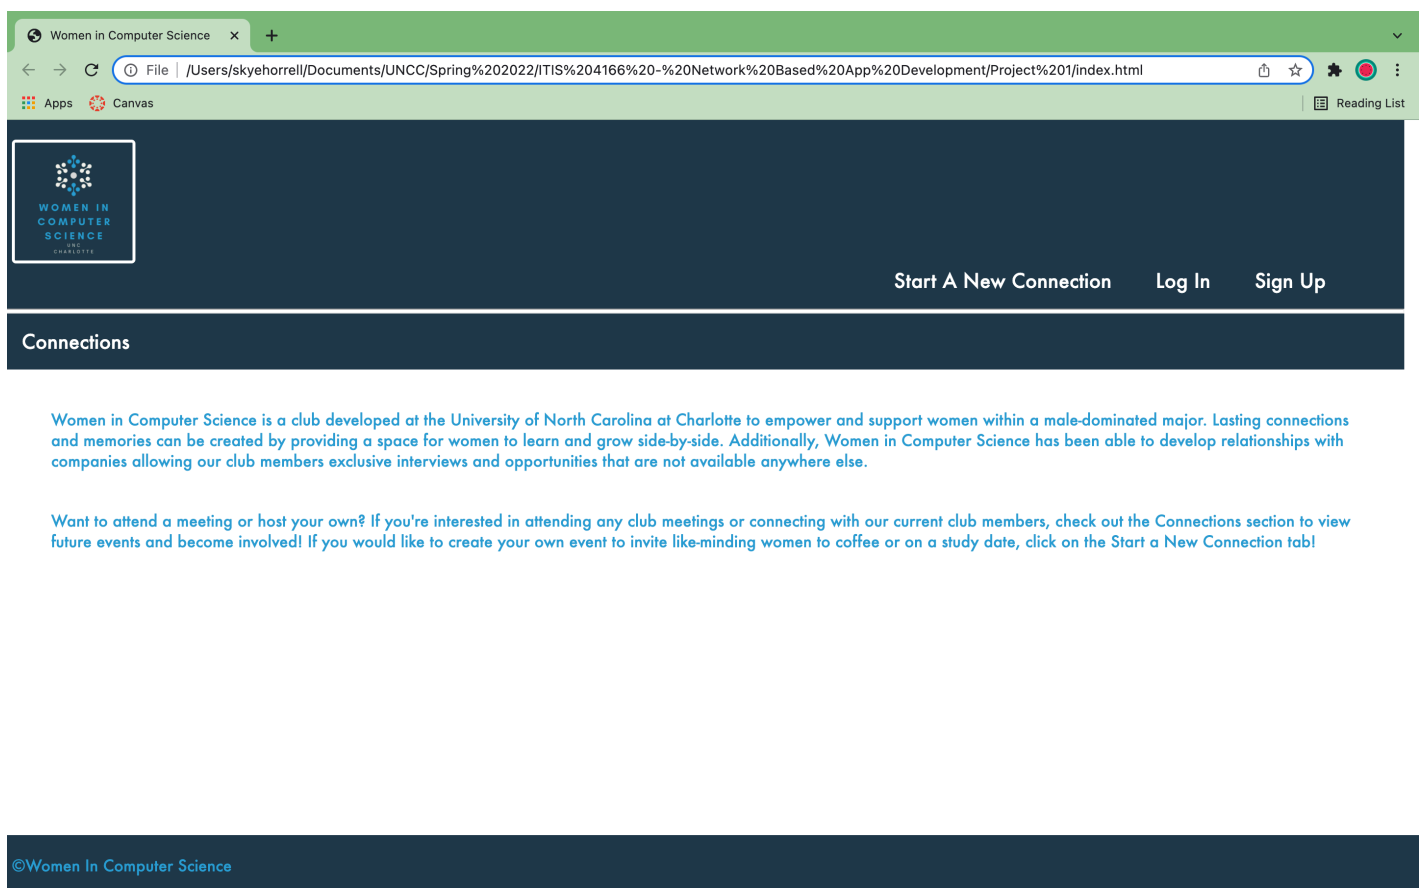 Women in Computer Science
File | /Users/skyehorrell/Documents/UNCC/Spring%202022/ITIS%204166%20-%20Network%20Based%20App%20Development/Project%201/index.html
Apps Canvas Reading List
WOMEN IN
COMPUTER
SCIENCE
UNC
CHARLOTTE
Start A New Connection Log In Sign Up
Connections
Women in Computer Science is a club developed at the University of North Carolina at Charlotte to empower and support women within a male-dominated major. Lasting connections
and memories can be created by providing a space for women to learn and grow side-by-side. Additionally, Women in Computer Science has been able to develop relationships with
companies allowing our club members exclusive interviews and opportunities that are not available anywhere else.
Want to attend a meeting or host your own? If you're interested in attending any club meetings or connecting with our current club members, check out the Connections section to view
future events and become involved! If you would like to create your own event to invite like-minding women to coffee or on a study date, click on the Start a New Connection tab!
©Women In Computer Science